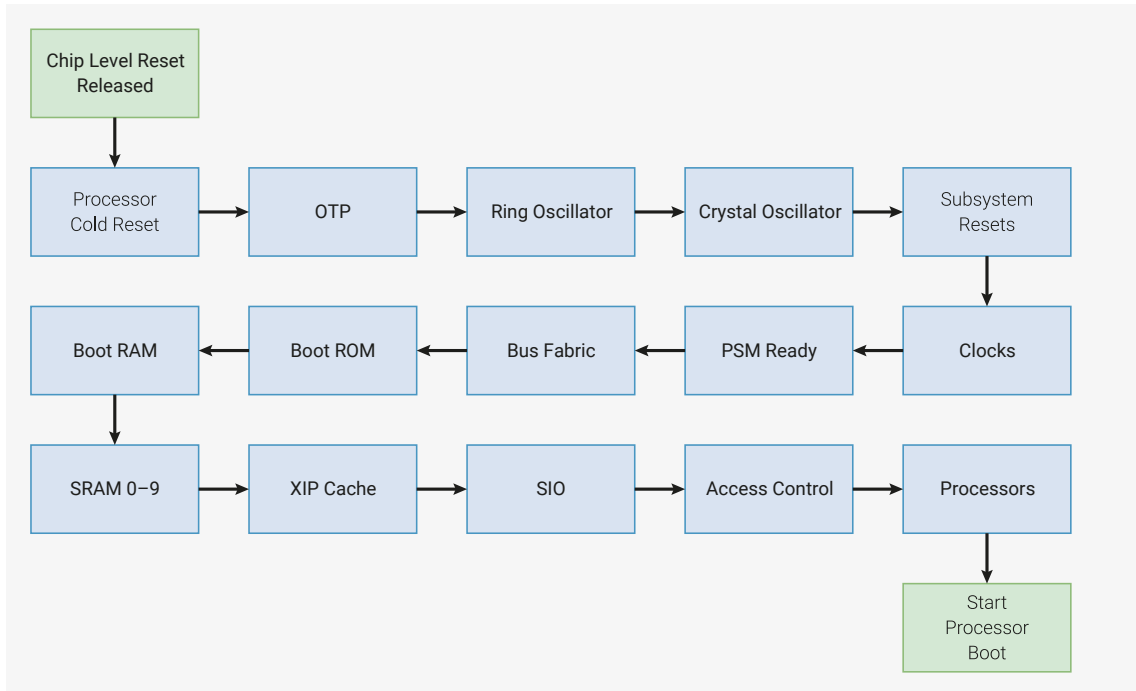 Chip Level Reset
Released
Processor
Cold Reset
OTP
Ring Oscillator
Crystal Oscillator
Subsystem
Resets
Boot RAM
Boot ROM
Bus Fabric
PSM Ready
Clocks
SRAM 0–9
XIP Cache
SIO
Access Control
Processors
Start
Processor
Boot